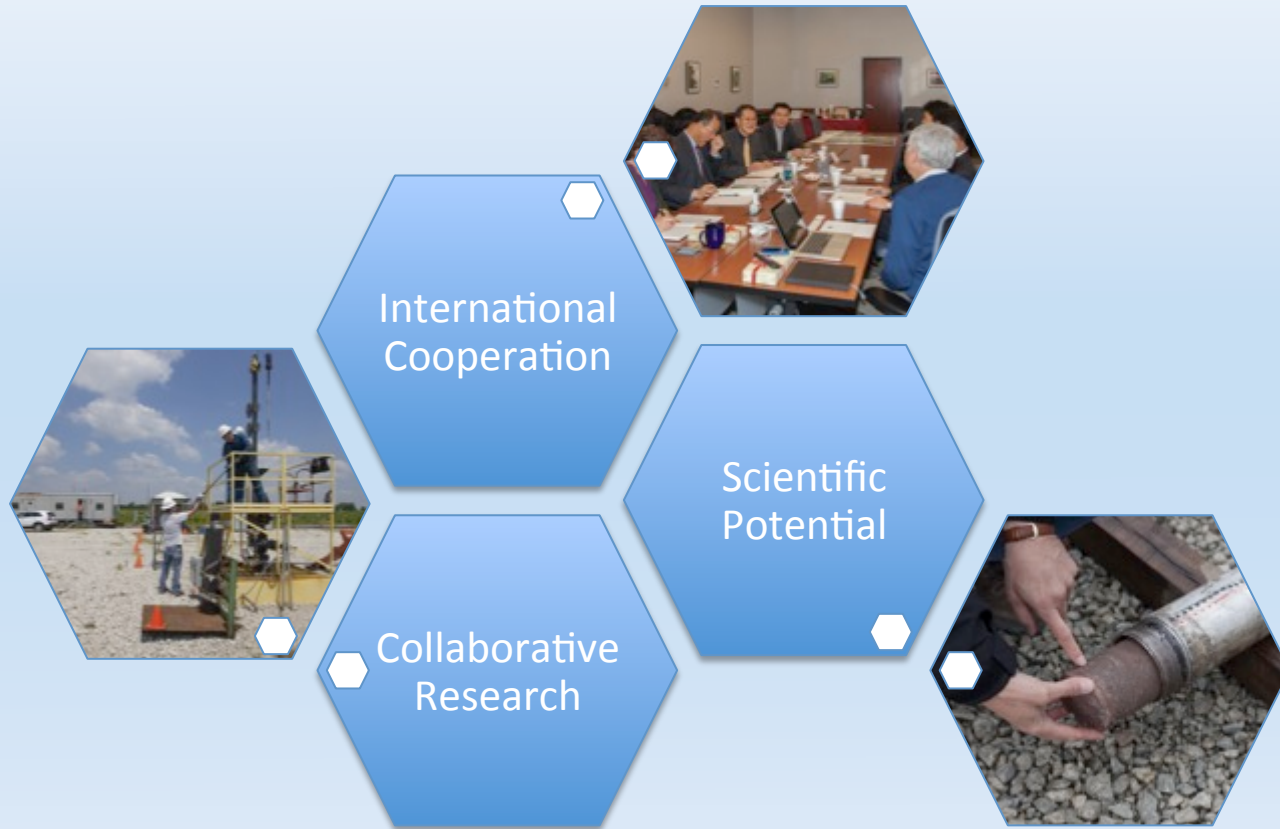 International
Cooperation
Scientific
Potential
Collaborative
Research